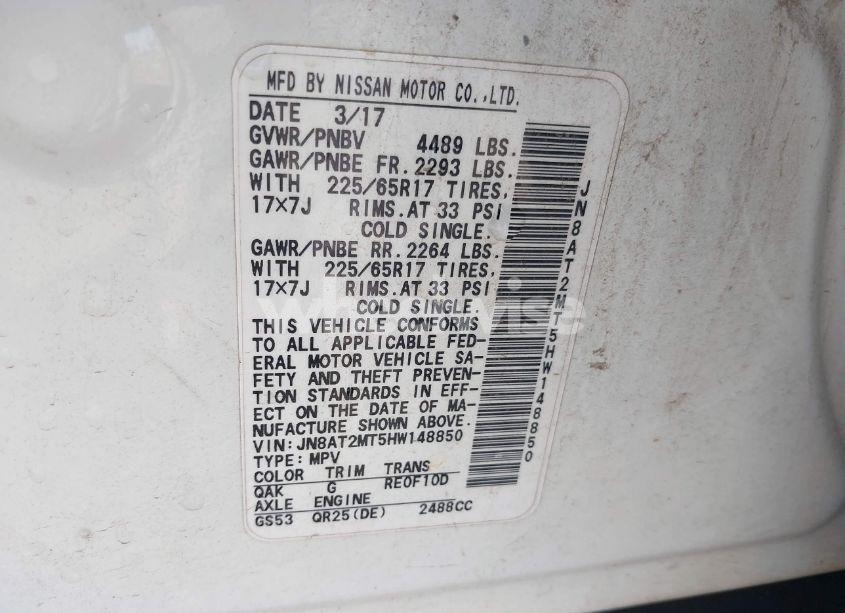 MFD BY NISSAN MOTOR CO.,LTD.
DATE 3/17
GVWR/PNBV 4489 LBS.
GAWR/PNBE FR. 2293 LBS.
WITH 225/65R17 TIRES,
17×7J RIMS.AT 33 PSI
COLD SINGLE.
GAWR/PNBE RR. 2264 LBS.
WITH 225/65R17 TIRES,
17×7J RIMS.AT 33 PSI
COLD SINGLE.
THIS VEHICLE CONFORMS
TO ALL APPLICABLE FED-
ERAL MOTOR VEHICLE SA-
FETY AND THEFT PREVEN-
TION STANDARDS IN EFF-
ECT ON THE DATE OF MA-
NUFACTURE SHOWN ABOVE.
VIN:JN8AT2MT5HW148850
TYPE:MPV
COLOR TRIM TRANS
QAK G RE0F10D
AXLE ENGINE
GS53 QR25(DE) 2488CC
JN8AT2MT5HW148850